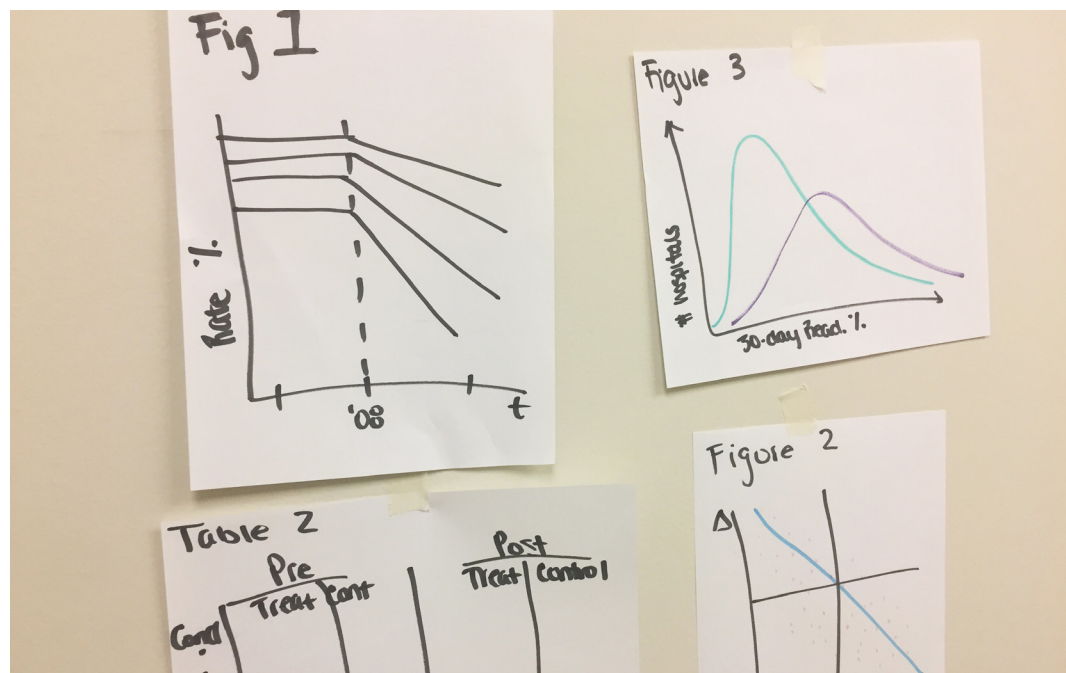 Fig 1
Rate %
'08
t
Figure 3
# hospitals
30-day Read. %
Table 2
Pre
Post
Treat Cont
Treat Control
Cond
Figure 2
Δ